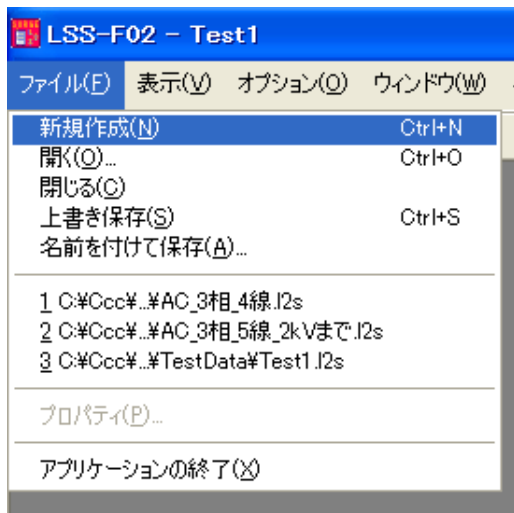 LSS-F02 - Test1
ファイル(F) 表示(V) オプション(O) ウィンドウ(W)
新規作成(N) Ctrl+N
開く(O)... Ctrl+O
閉じる(C)
上書き保存(S) Ctrl+S
名前を付けて保存(A)...
1 C:¥Ccc¥...¥AC_3相_4線.l2s
2 C:¥Ccc¥...¥AC_3相_5線_2kVまで.l2s
3 C:¥Ccc¥...¥TestData¥Test1.l2s
プロパティ(P)...
アプリケーションの終了(X)